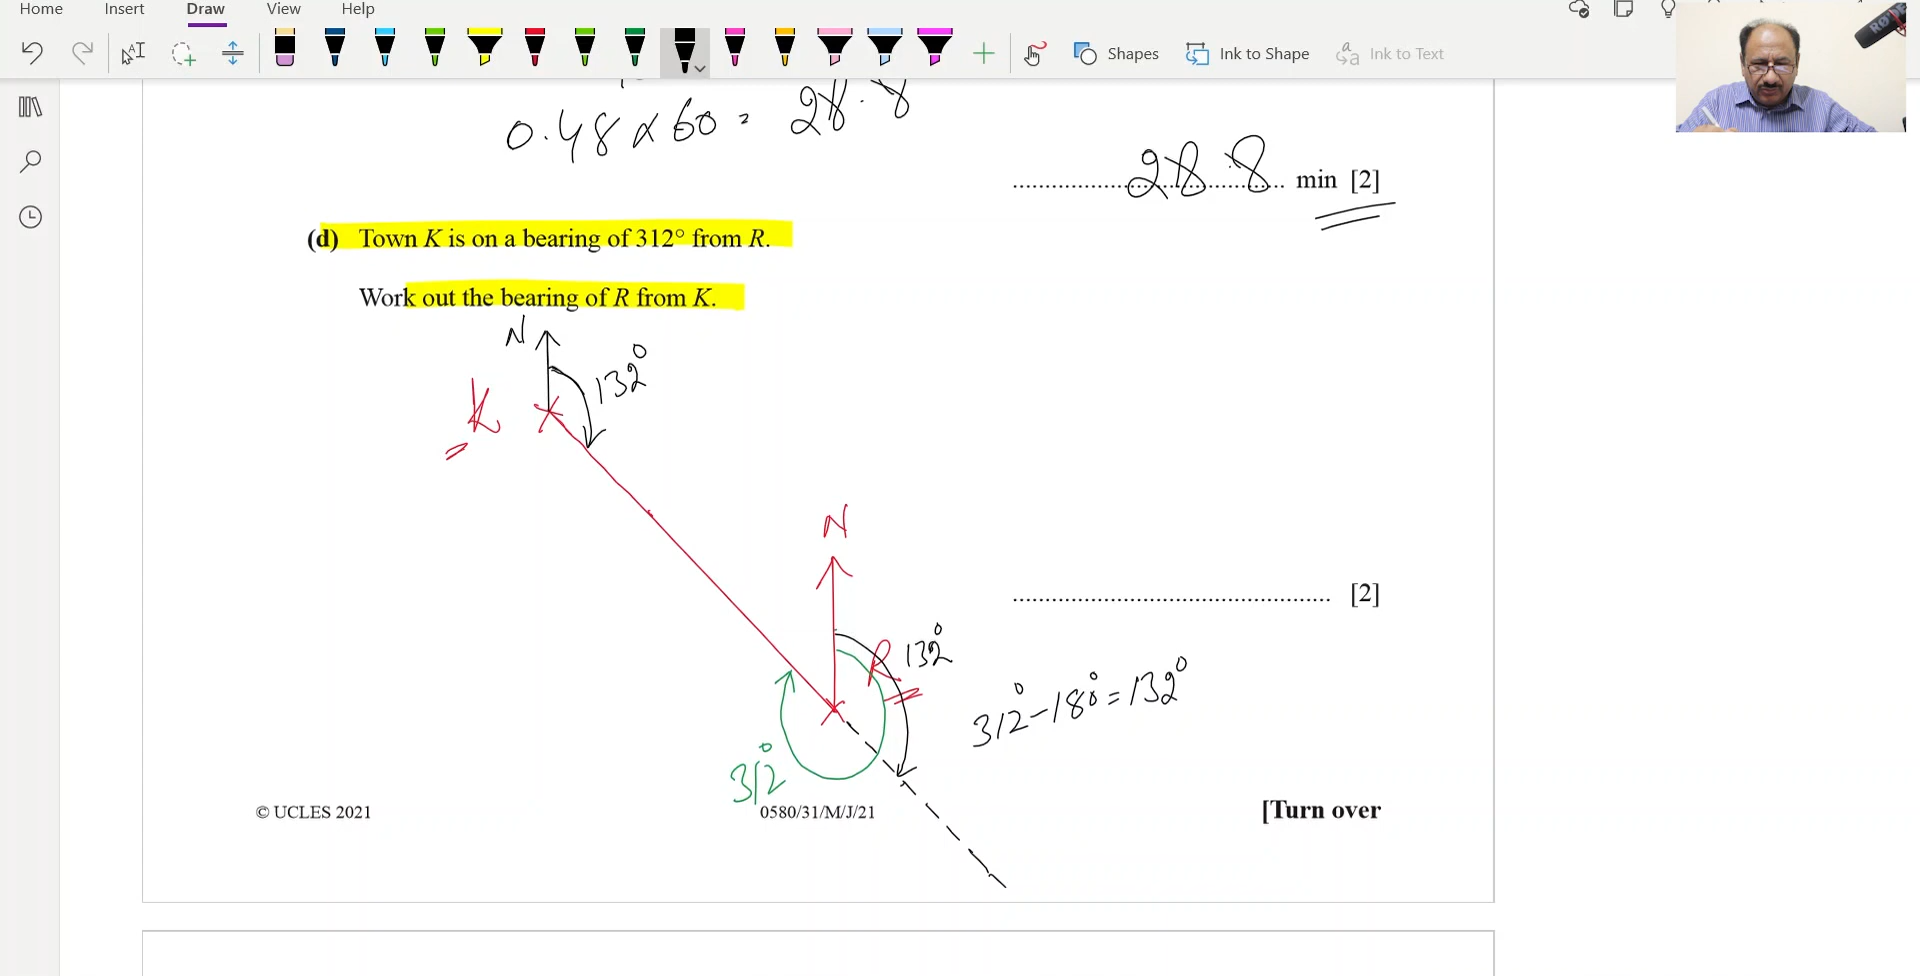 Home Insert Draw View Help
Shapes Ink to Shape Ink to Text
0.48 x 60 = 28.8
28.8 min [2]
(d) Town K is on a bearing of 312° from R.
Work out the bearing of R from K.
N
132°
K
N
[2]
R 132°
312° - 180° = 132°
312°
© UCLES 2021 0580/31/M/J/21 [Turn over
RODE